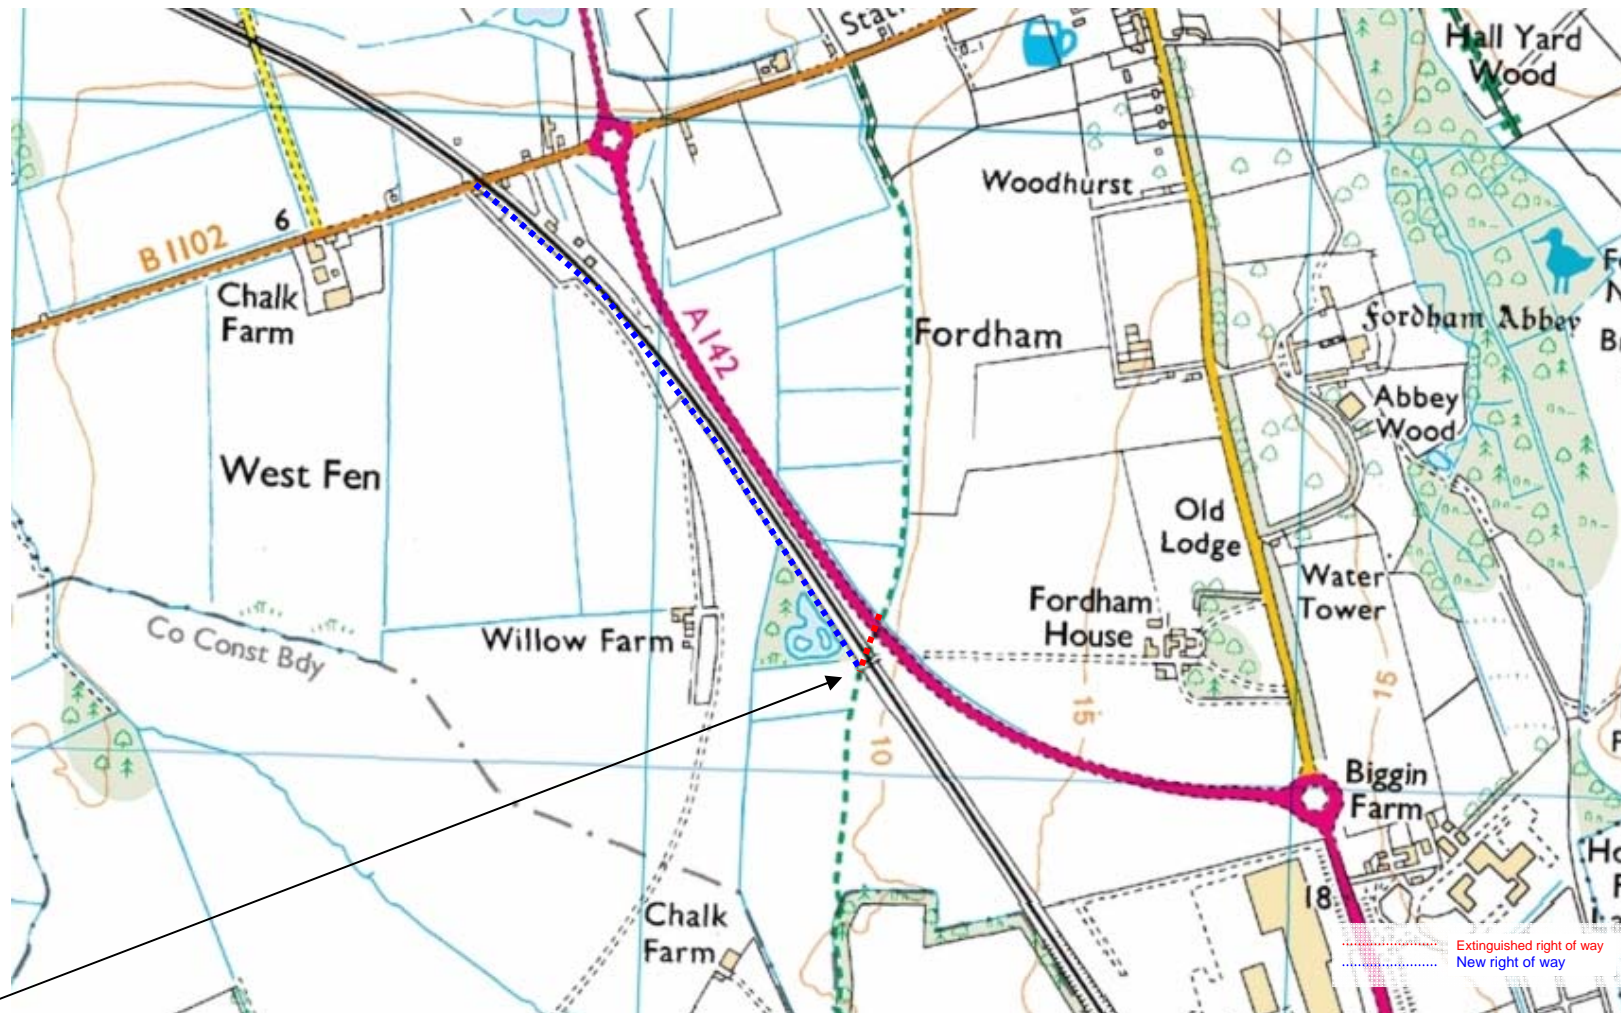 Hall Yard
Wood
Woodhurst
6
B1102
Chalk
Farm
A142
Fordham
Fordham Abbey
Abbey
Wood
West Fen
Old
Lodge
Water
Tower
Fordham
House
Willow Farm
Co Const Bdy
15
15
10
Biggin
Farm
18
Chalk
Farm
Extinguished right of way
New right of way